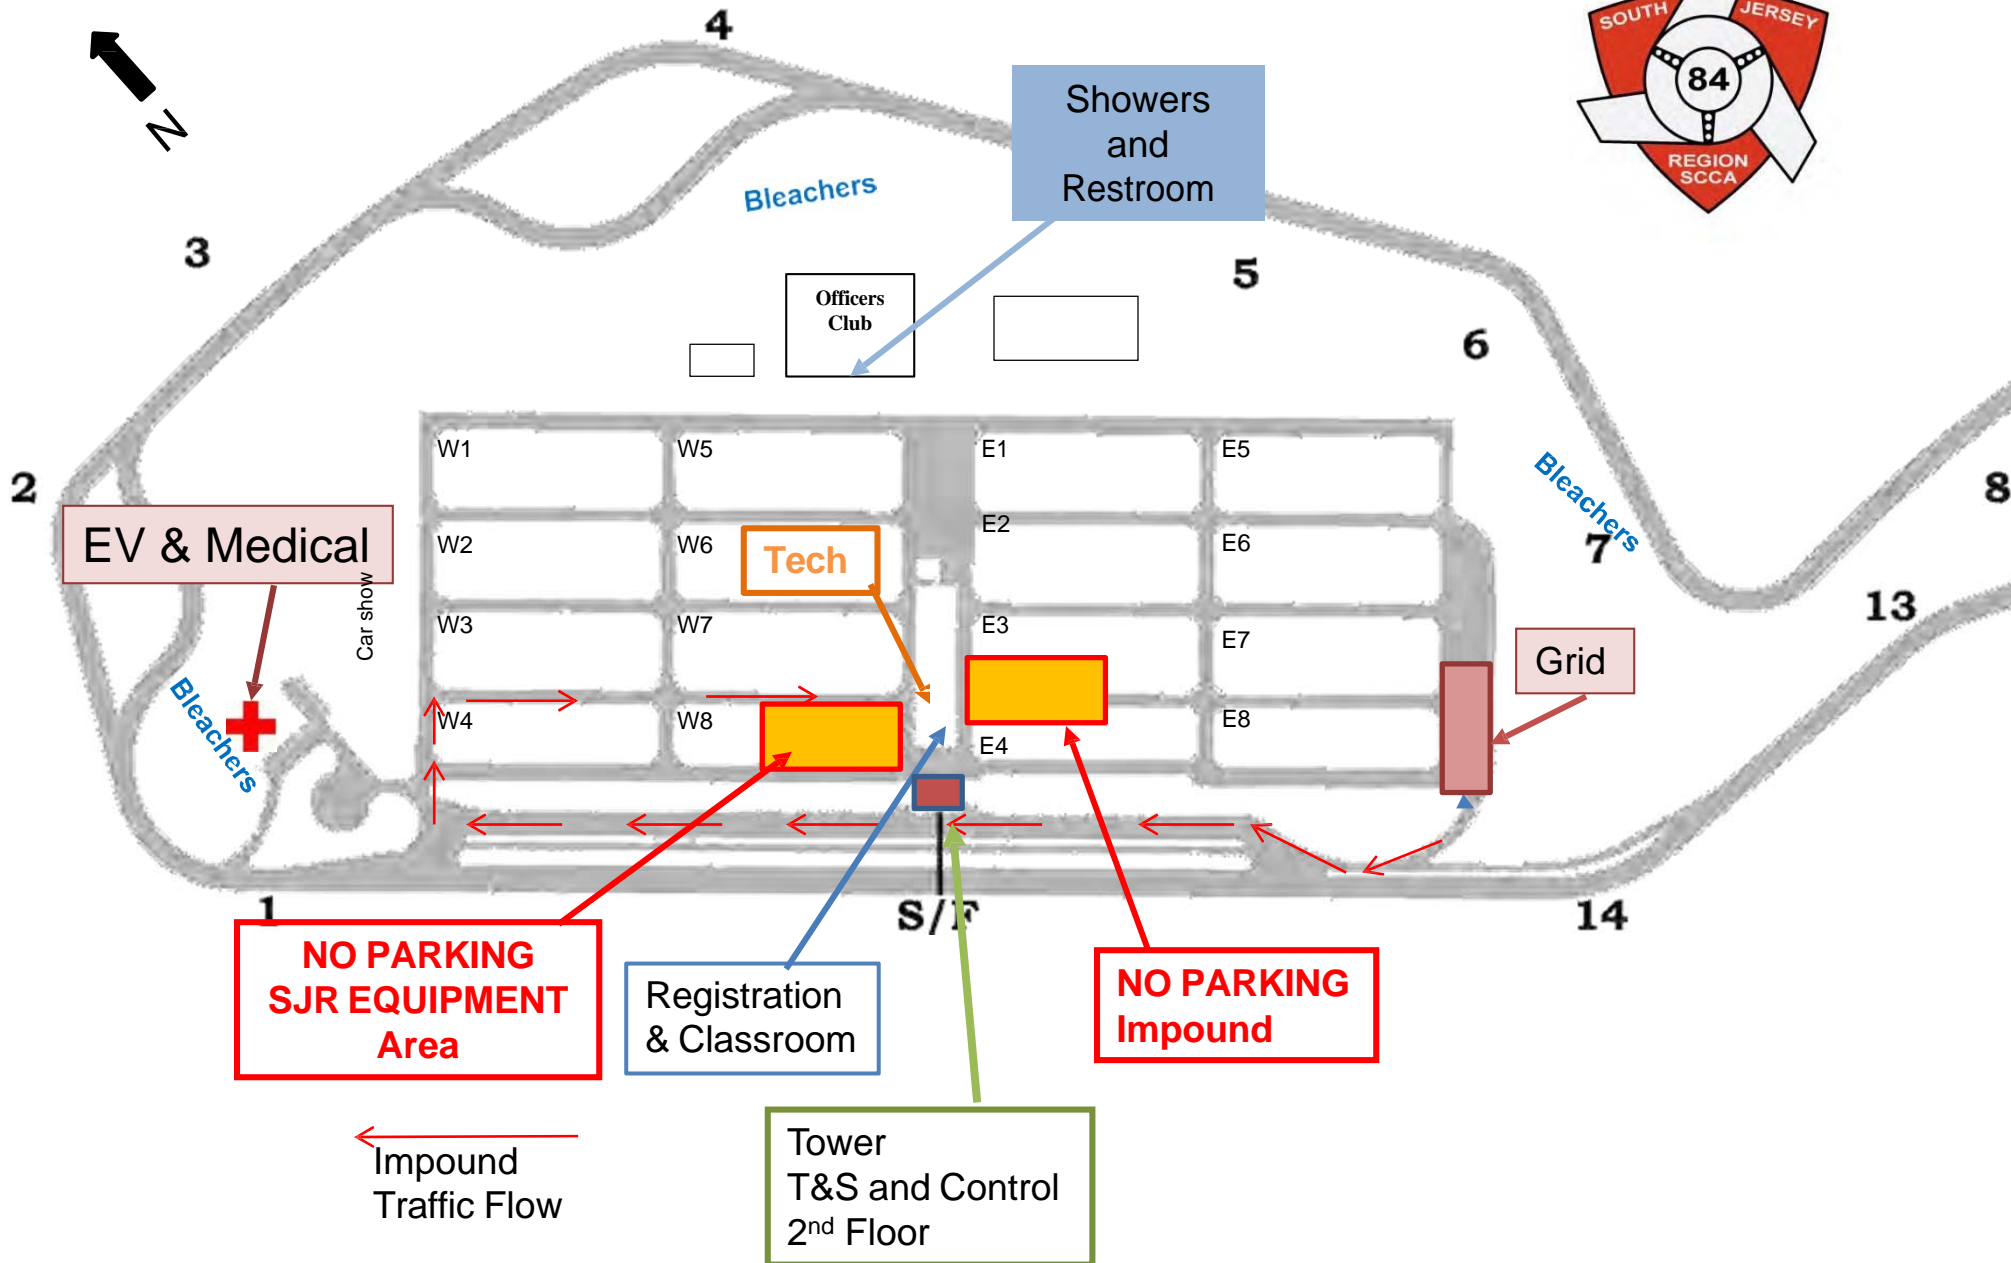 4
SOUTH
JERSEY
84
REGION
SCCA
N
Showers
and
Restroom
Bleachers
3
5
Officers
Club
6
2
W1
W5
E1
E5
Bleachers
8
EV & Medical
W2
W6
Tech
E2
E6
7
Car show
W3
W7
E3
E7
13
Grid
Bleachers
W4
W8
E4
E8
1
S/F
14
NO PARKING
SJR EQUIPMENT
Area
Registration
& Classroom
NO PARKING
Impound
Impound
Traffic Flow
Tower
T&S and Control
2nd Floor